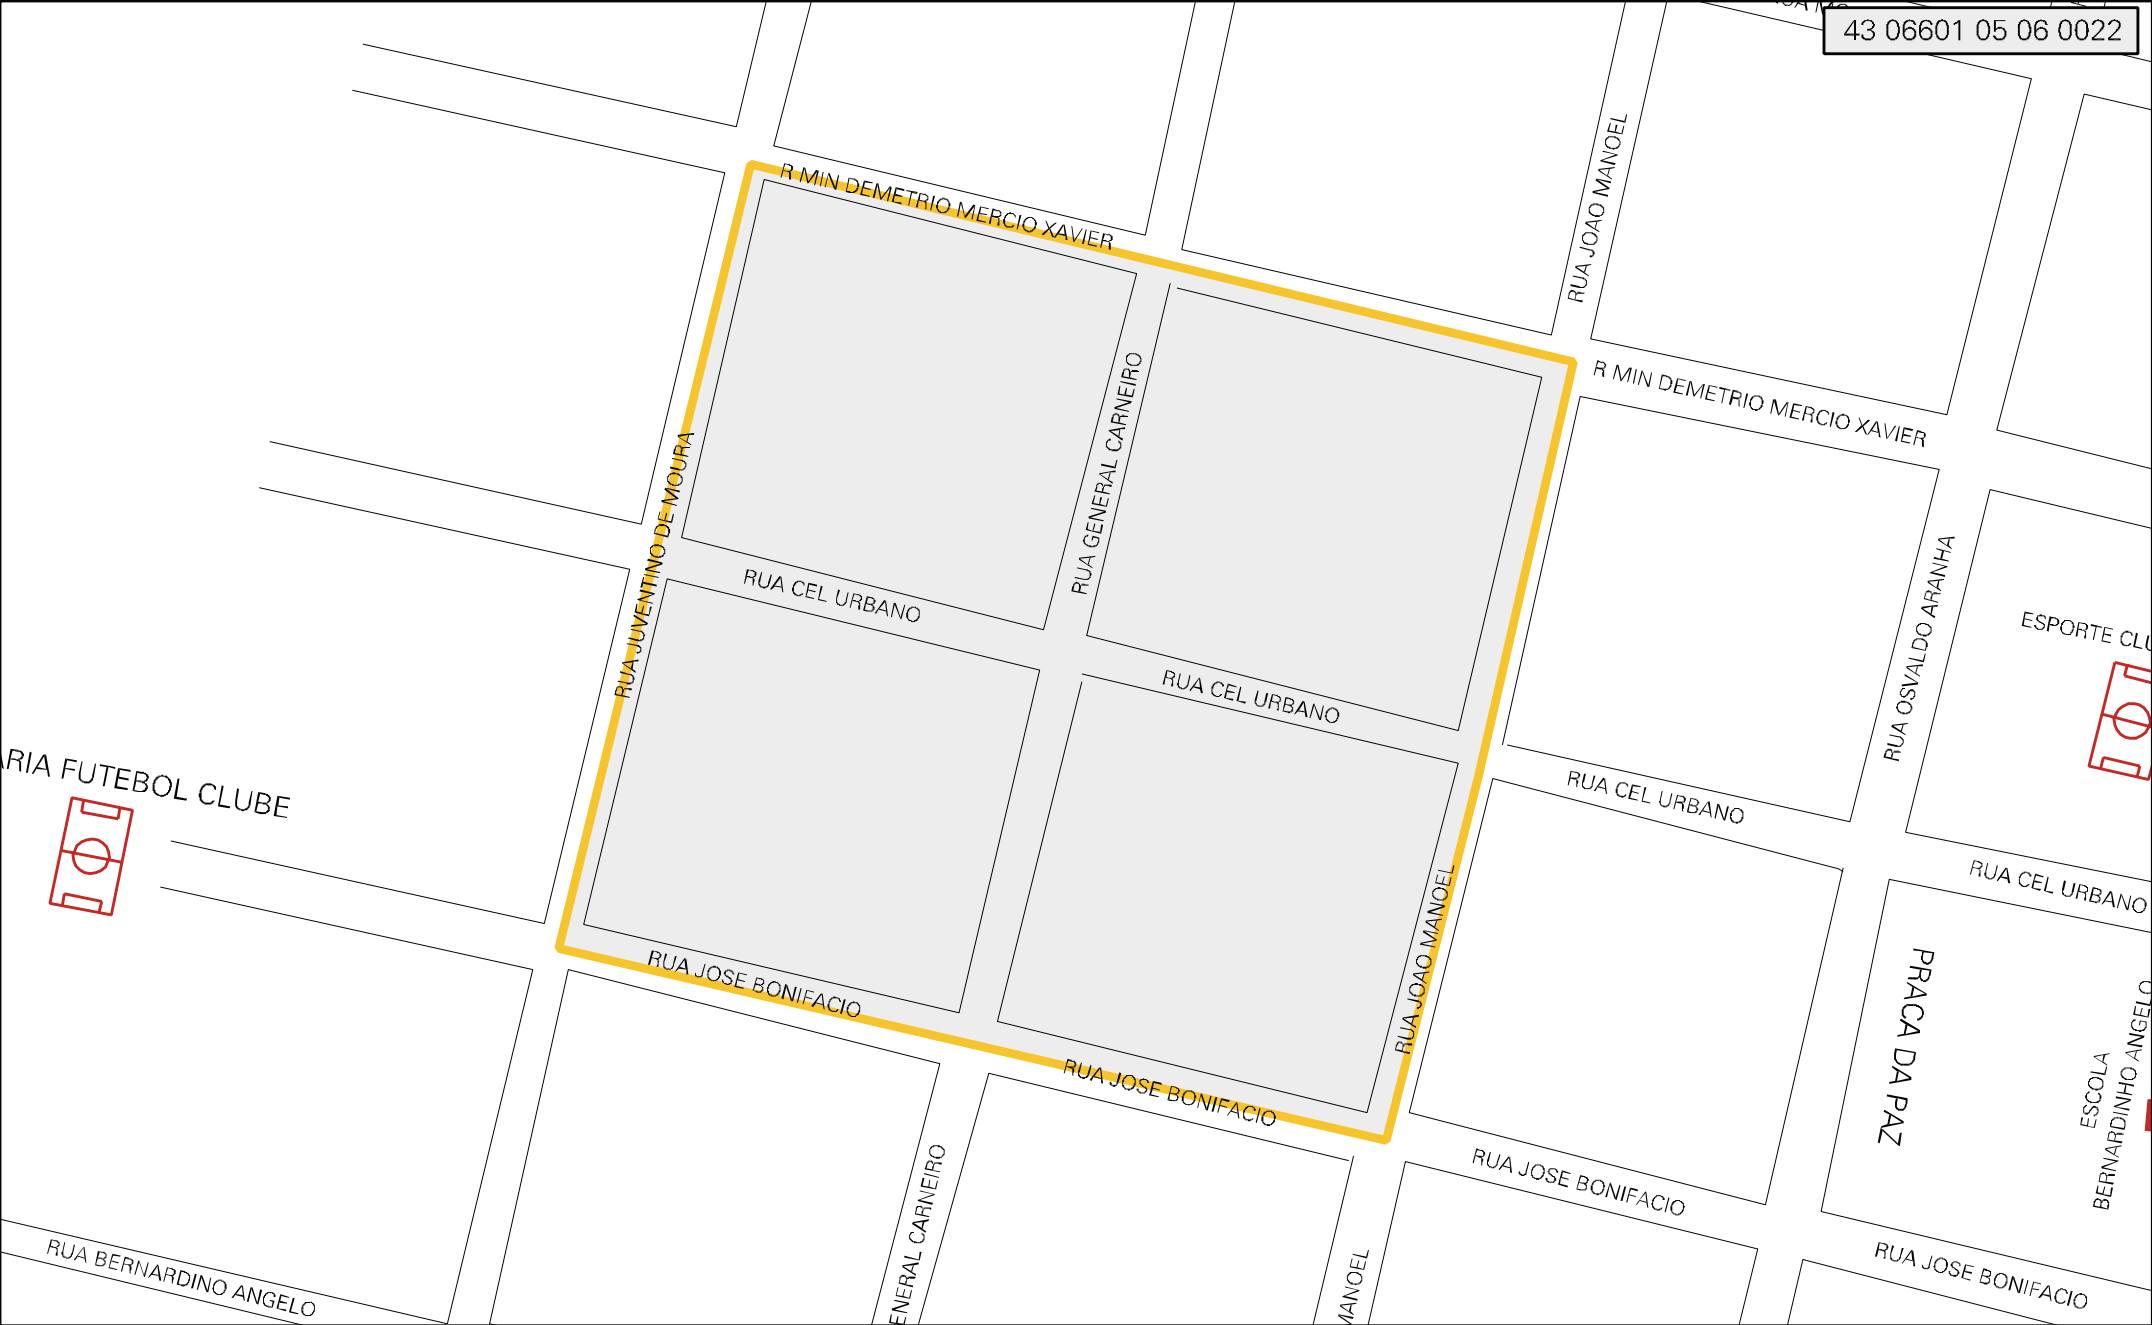 43 06601 05 06 0022
R MIN DEMETRIO MERCIO XAVIER
RUA JOAO MANOEL
R MIN DEMETRIO MERCIO XAVIER
RUA GENERAL CARNEIRO
RUA JUVENTINO DE MOURA
RUA CEL URBANO
RUA CEL URBANO
RUA OSVALDO ARANHA
ESPORTE
RUA CEL URBANO
RUA CEL URBANO
FUTEBOL CLUBE
RUA JOAO MANOEL
RUA JOSE BONIFACIO
RUA JOSE BONIFACIO
PRACA DA PAZ
ESCOLA
BERNARDINHO ANGELO
RUA JOSE BONIFACIO
RUA JOSE BONIFACIO
CARNEIRO
MANOEL
RUA BERNARDINO ANGELO